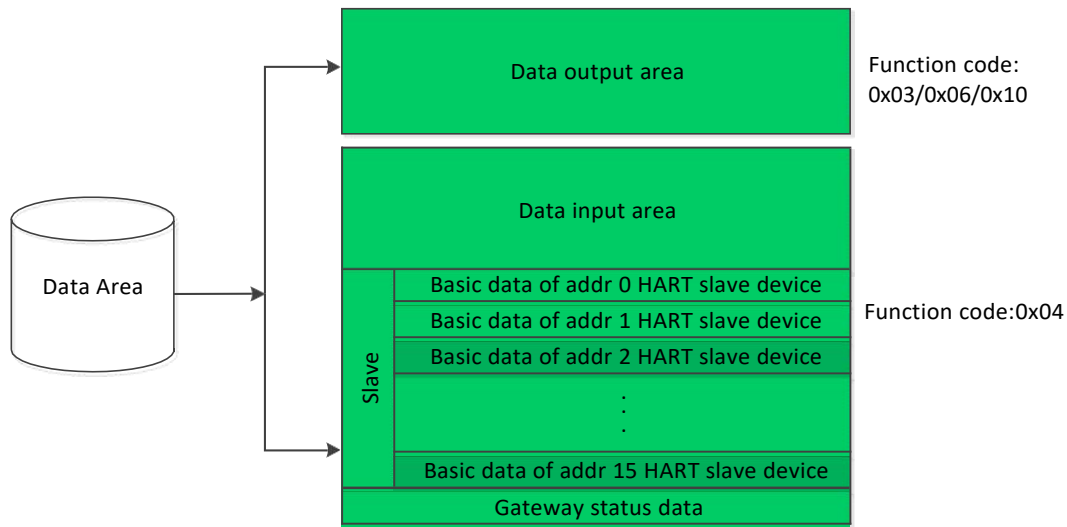 Data output area
Function code:
0x03/0x06/0x10
Data input area
Data Area
Slave
Basic data of addr 0 HART slave device
Basic data of addr 1 HART slave device
Basic data of addr 2 HART slave device
.
.
.
Basic data of addr 15 HART slave device
Gateway status data
Function code:0x04